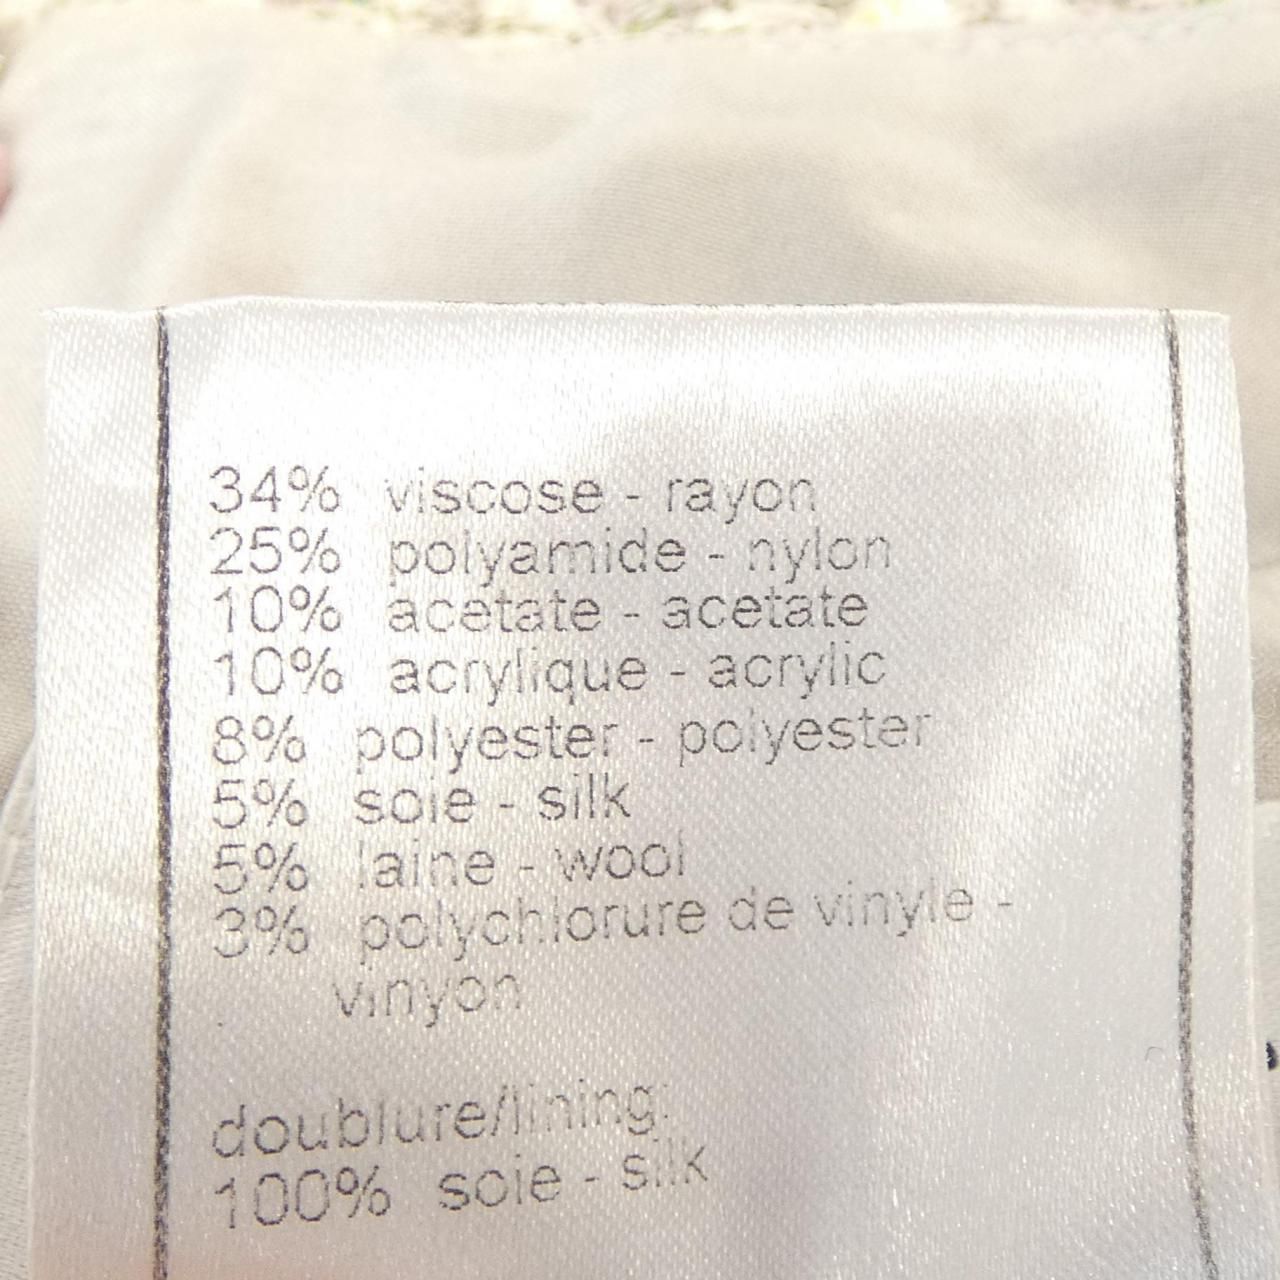 34% viscose - rayon
25% polyamide - nylon
10% acetate - acetate
10% acrylique - acrylic
8% polyester - polyester
5% soie - silk
5% laine - wool
3% polychlorure de vinyle -
vinyon
doublure/lining:
100% soie - silk